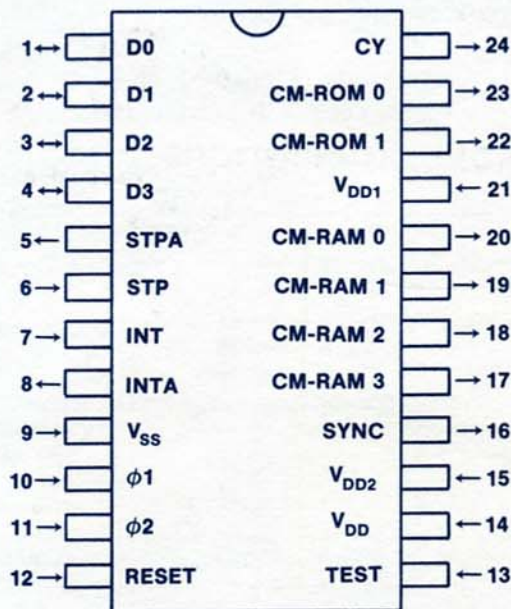 1 D0 CY 24
2 D1 CM-ROM 0 23
3 D2 CM-ROM 1 22
4 D3 VDD1 21
5 STPA CM-RAM 0 20
6 STP CM-RAM 1 19
7 INT CM-RAM 2 18
8 INTA CM-RAM 3 17
9 VSS SYNC 16
10 ϕ1 VDD2 15
11 ϕ2 VDD 14
12 RESET TEST 13